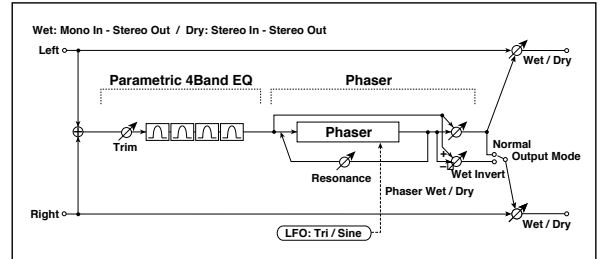 Wet: Mono In - Stereo Out / Dry: Stereo In - Stereo Out
Left
Wet / Dry
Parametric 4Band EQ
Phaser
Phaser
Trim
Normal
Output Mode
+
−
Wet Invert
Resonance
Phaser Wet / Dry
Right
LFO: Tri / Sine
Wet / Dry